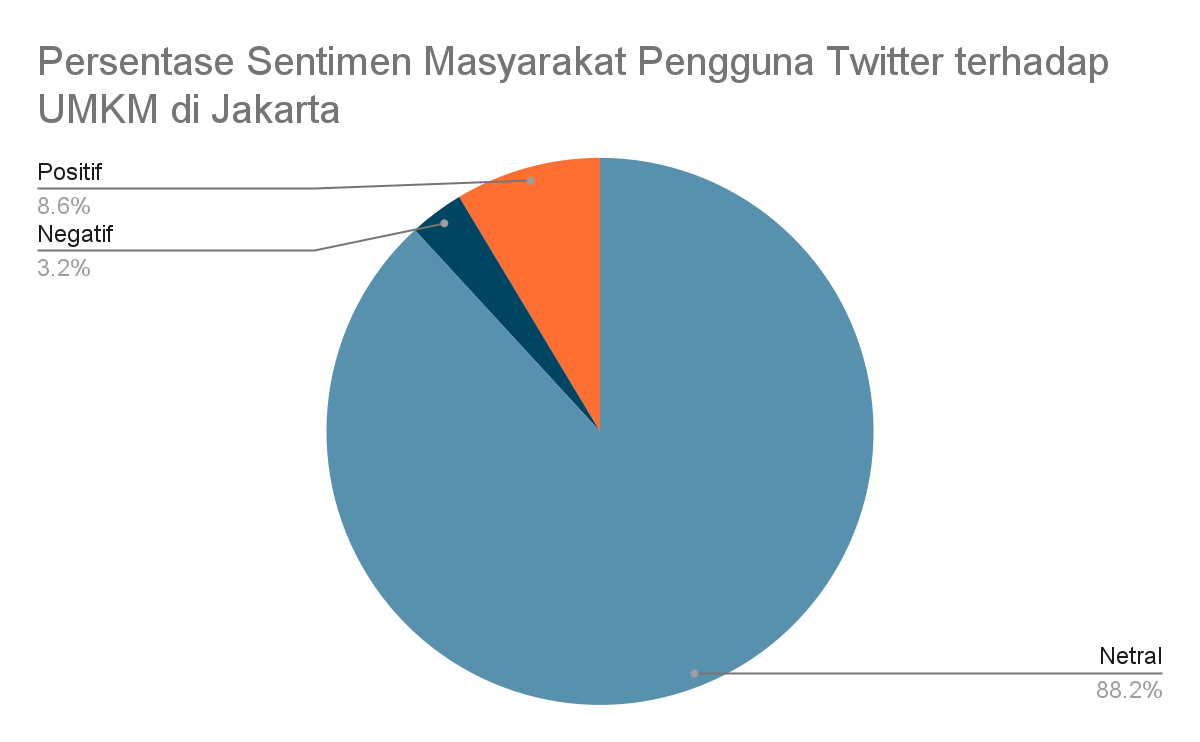 Persentase Sentimen Masyarakat Pengguna Twitter terhadap
UMKM di Jakarta
Positif
8.6%
Negatif
3.2%
Netral
88.2%